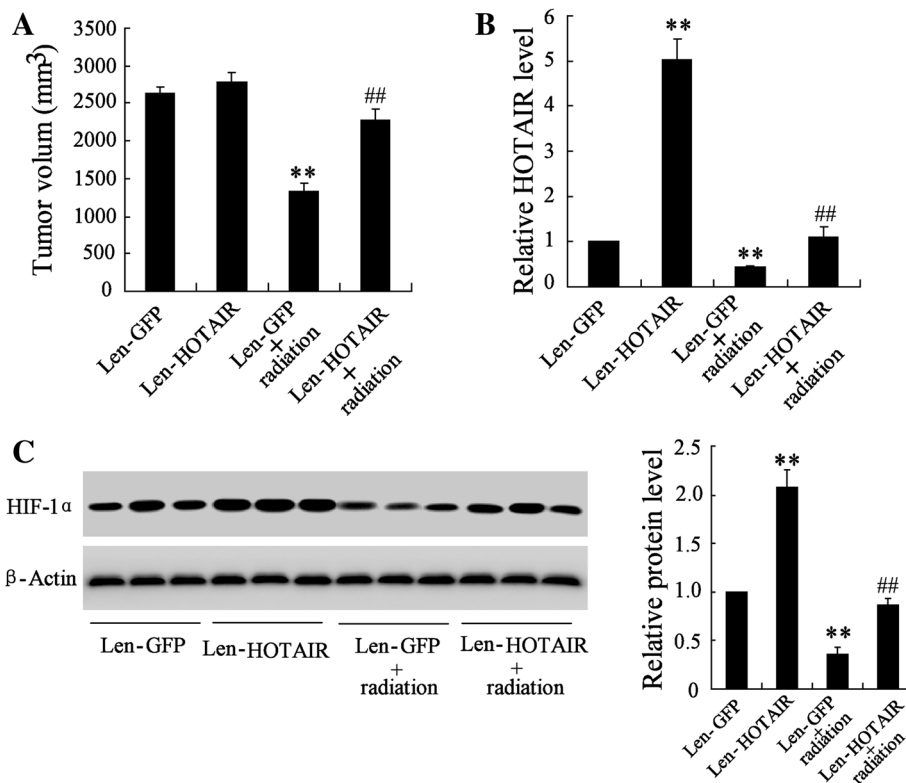 A
Tumor volum (mm3)
3500
3000
2500
2000
1500
1000
500
0
**
##
Len-GFP
Len-HOTAIR
Len-GFP
+
radiation
Len-HOTAIR
+
radiation
B
Relative HOTAIR level
6
5
4
3
2
1
0
**
**
##
Len-GFP
Len-HOTAIR
Len-GFP
+
radiation
Len-HOTAIR
+
radiation
C
HIF-1α
β-Actin
Len-GFP
Len-HOTAIR
Len-GFP
+
radiation
Len-HOTAIR
+
radiation
Relative protein level
2.5
2.0
1.5
1.0
0.5
0
**
**
##
Len-GFP
Len-HOTAIR
Len-GFP
+
radiation
Len-HOTAIR
+
radiation